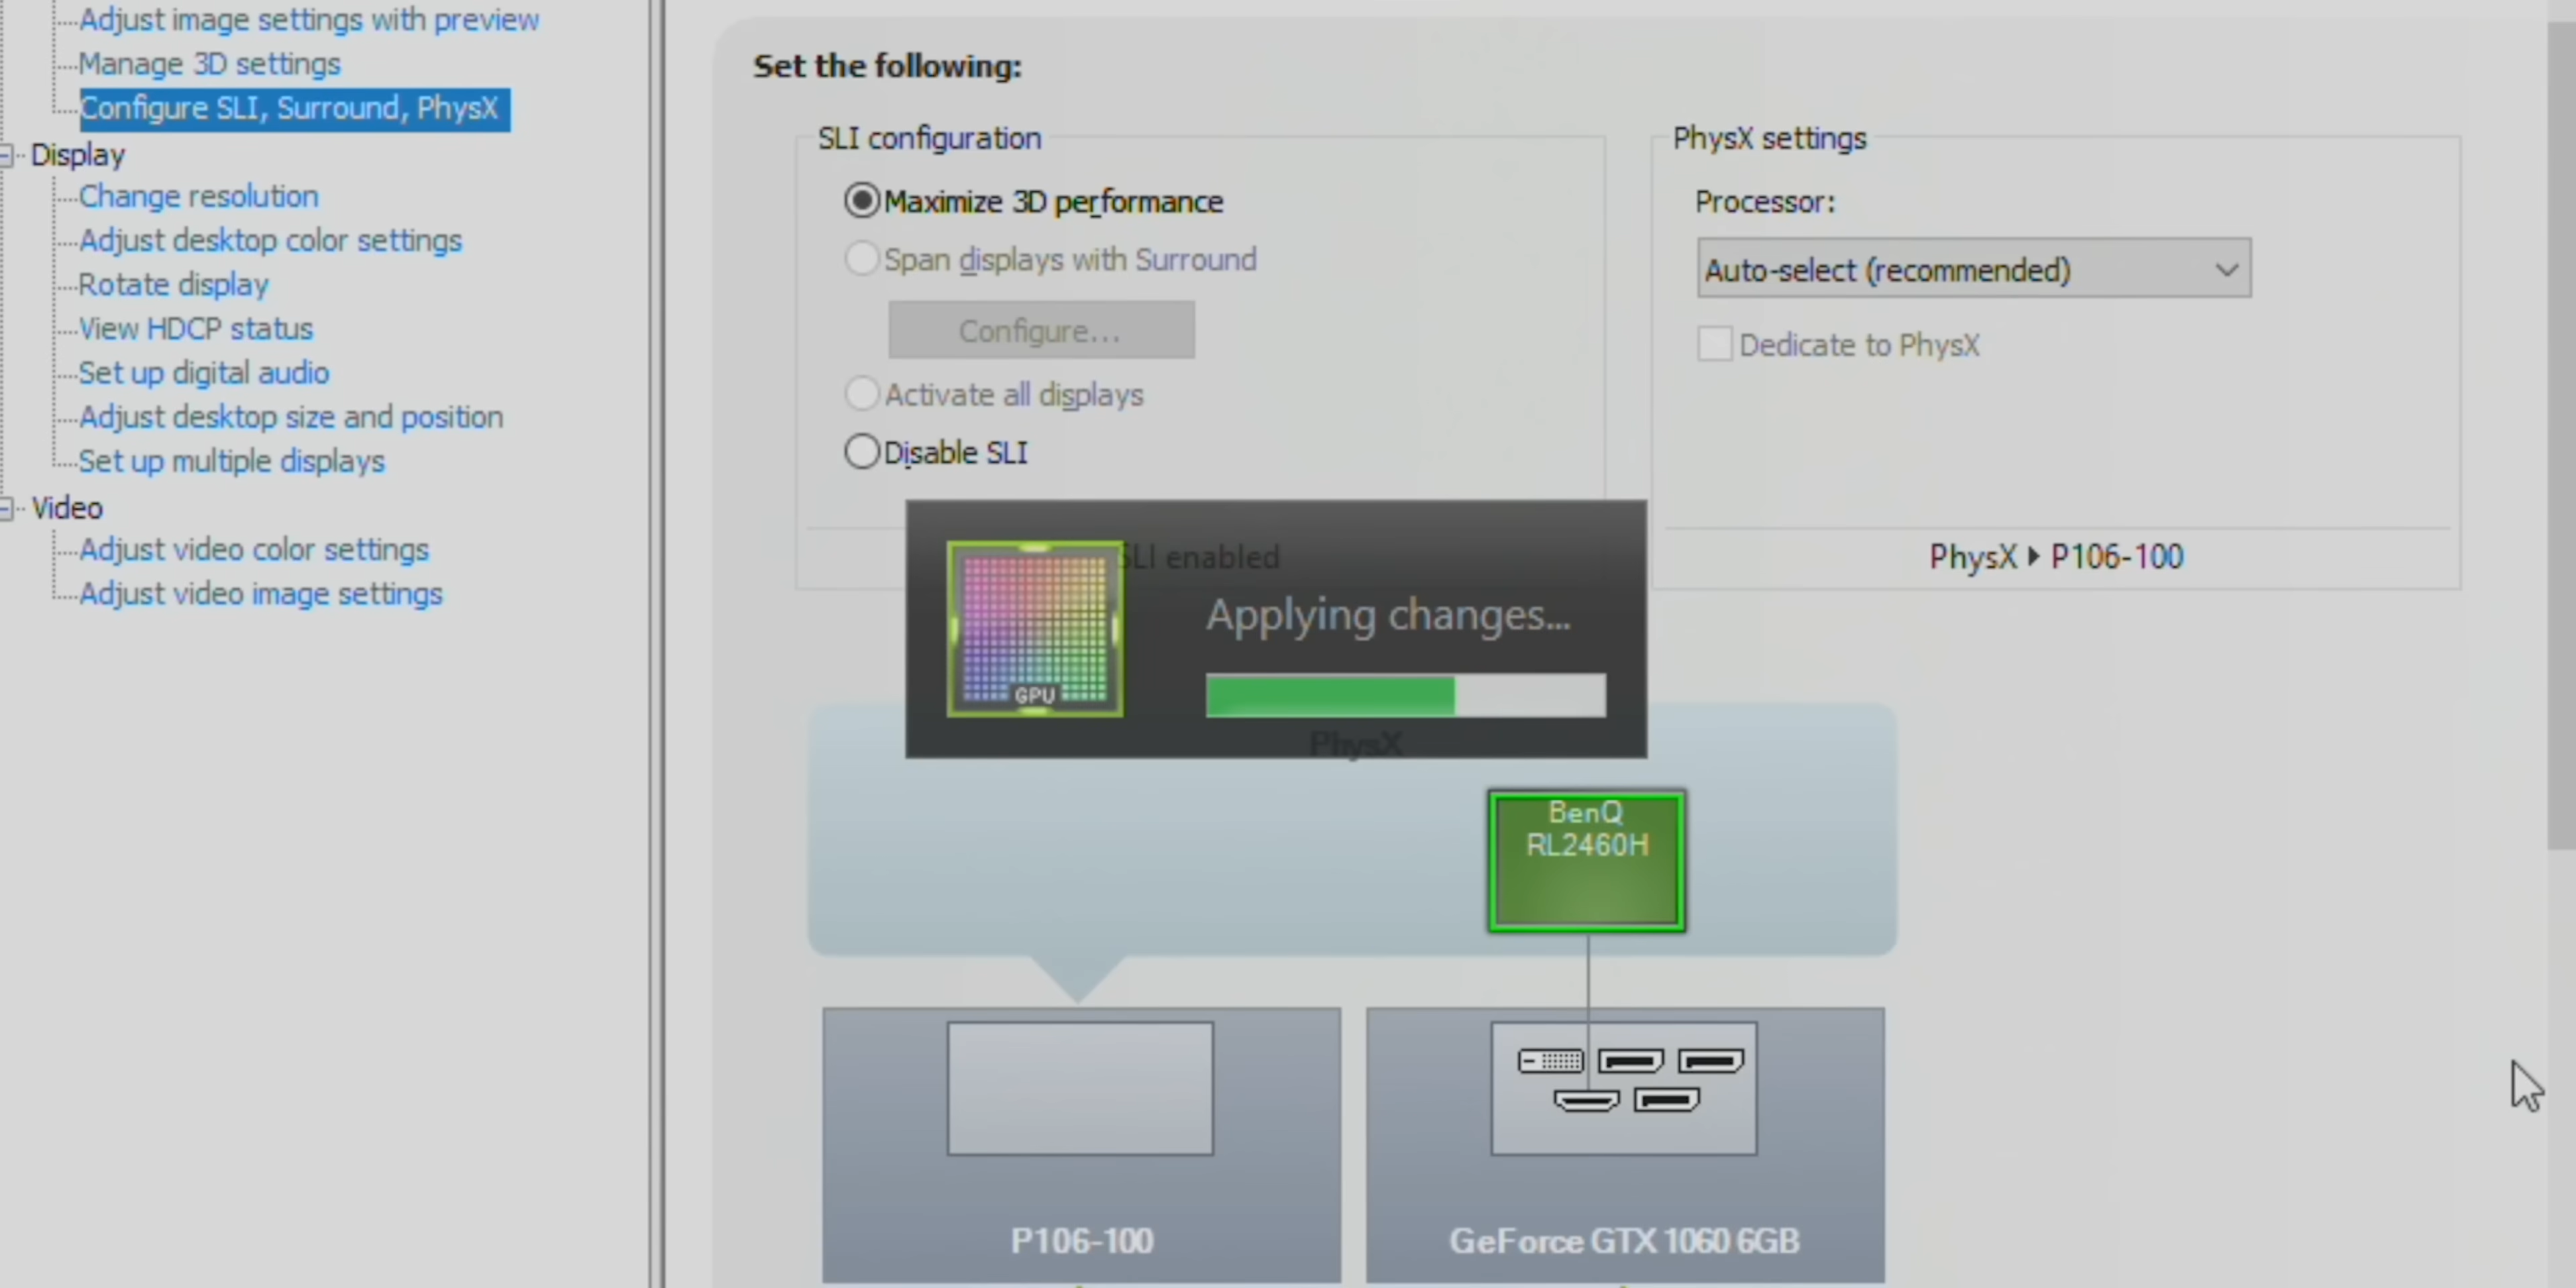 Adjust image settings with preview
Manage 3D settings
Configure SLI, Surround, PhysX
Display
Change resolution
Adjust desktop color settings
Rotate display
View HDCP status
Set up digital audio
Adjust desktop size and position
Set up multiple displays
Video
Adjust video color settings
Adjust video image settings
Set the following:
SLI configuration
Maximize 3D performance
Span displays with Surround
Configure...
Activate all displays
Disable SLI
SLI enabled
PhysX settings
Processor:
Auto-select (recommended)
Dedicate to PhysX
PhysX P106-100
GPU
Applying changes...
PhysX
BenQ
RL2460H
P106-100
GeForce GTX 1060 6GB